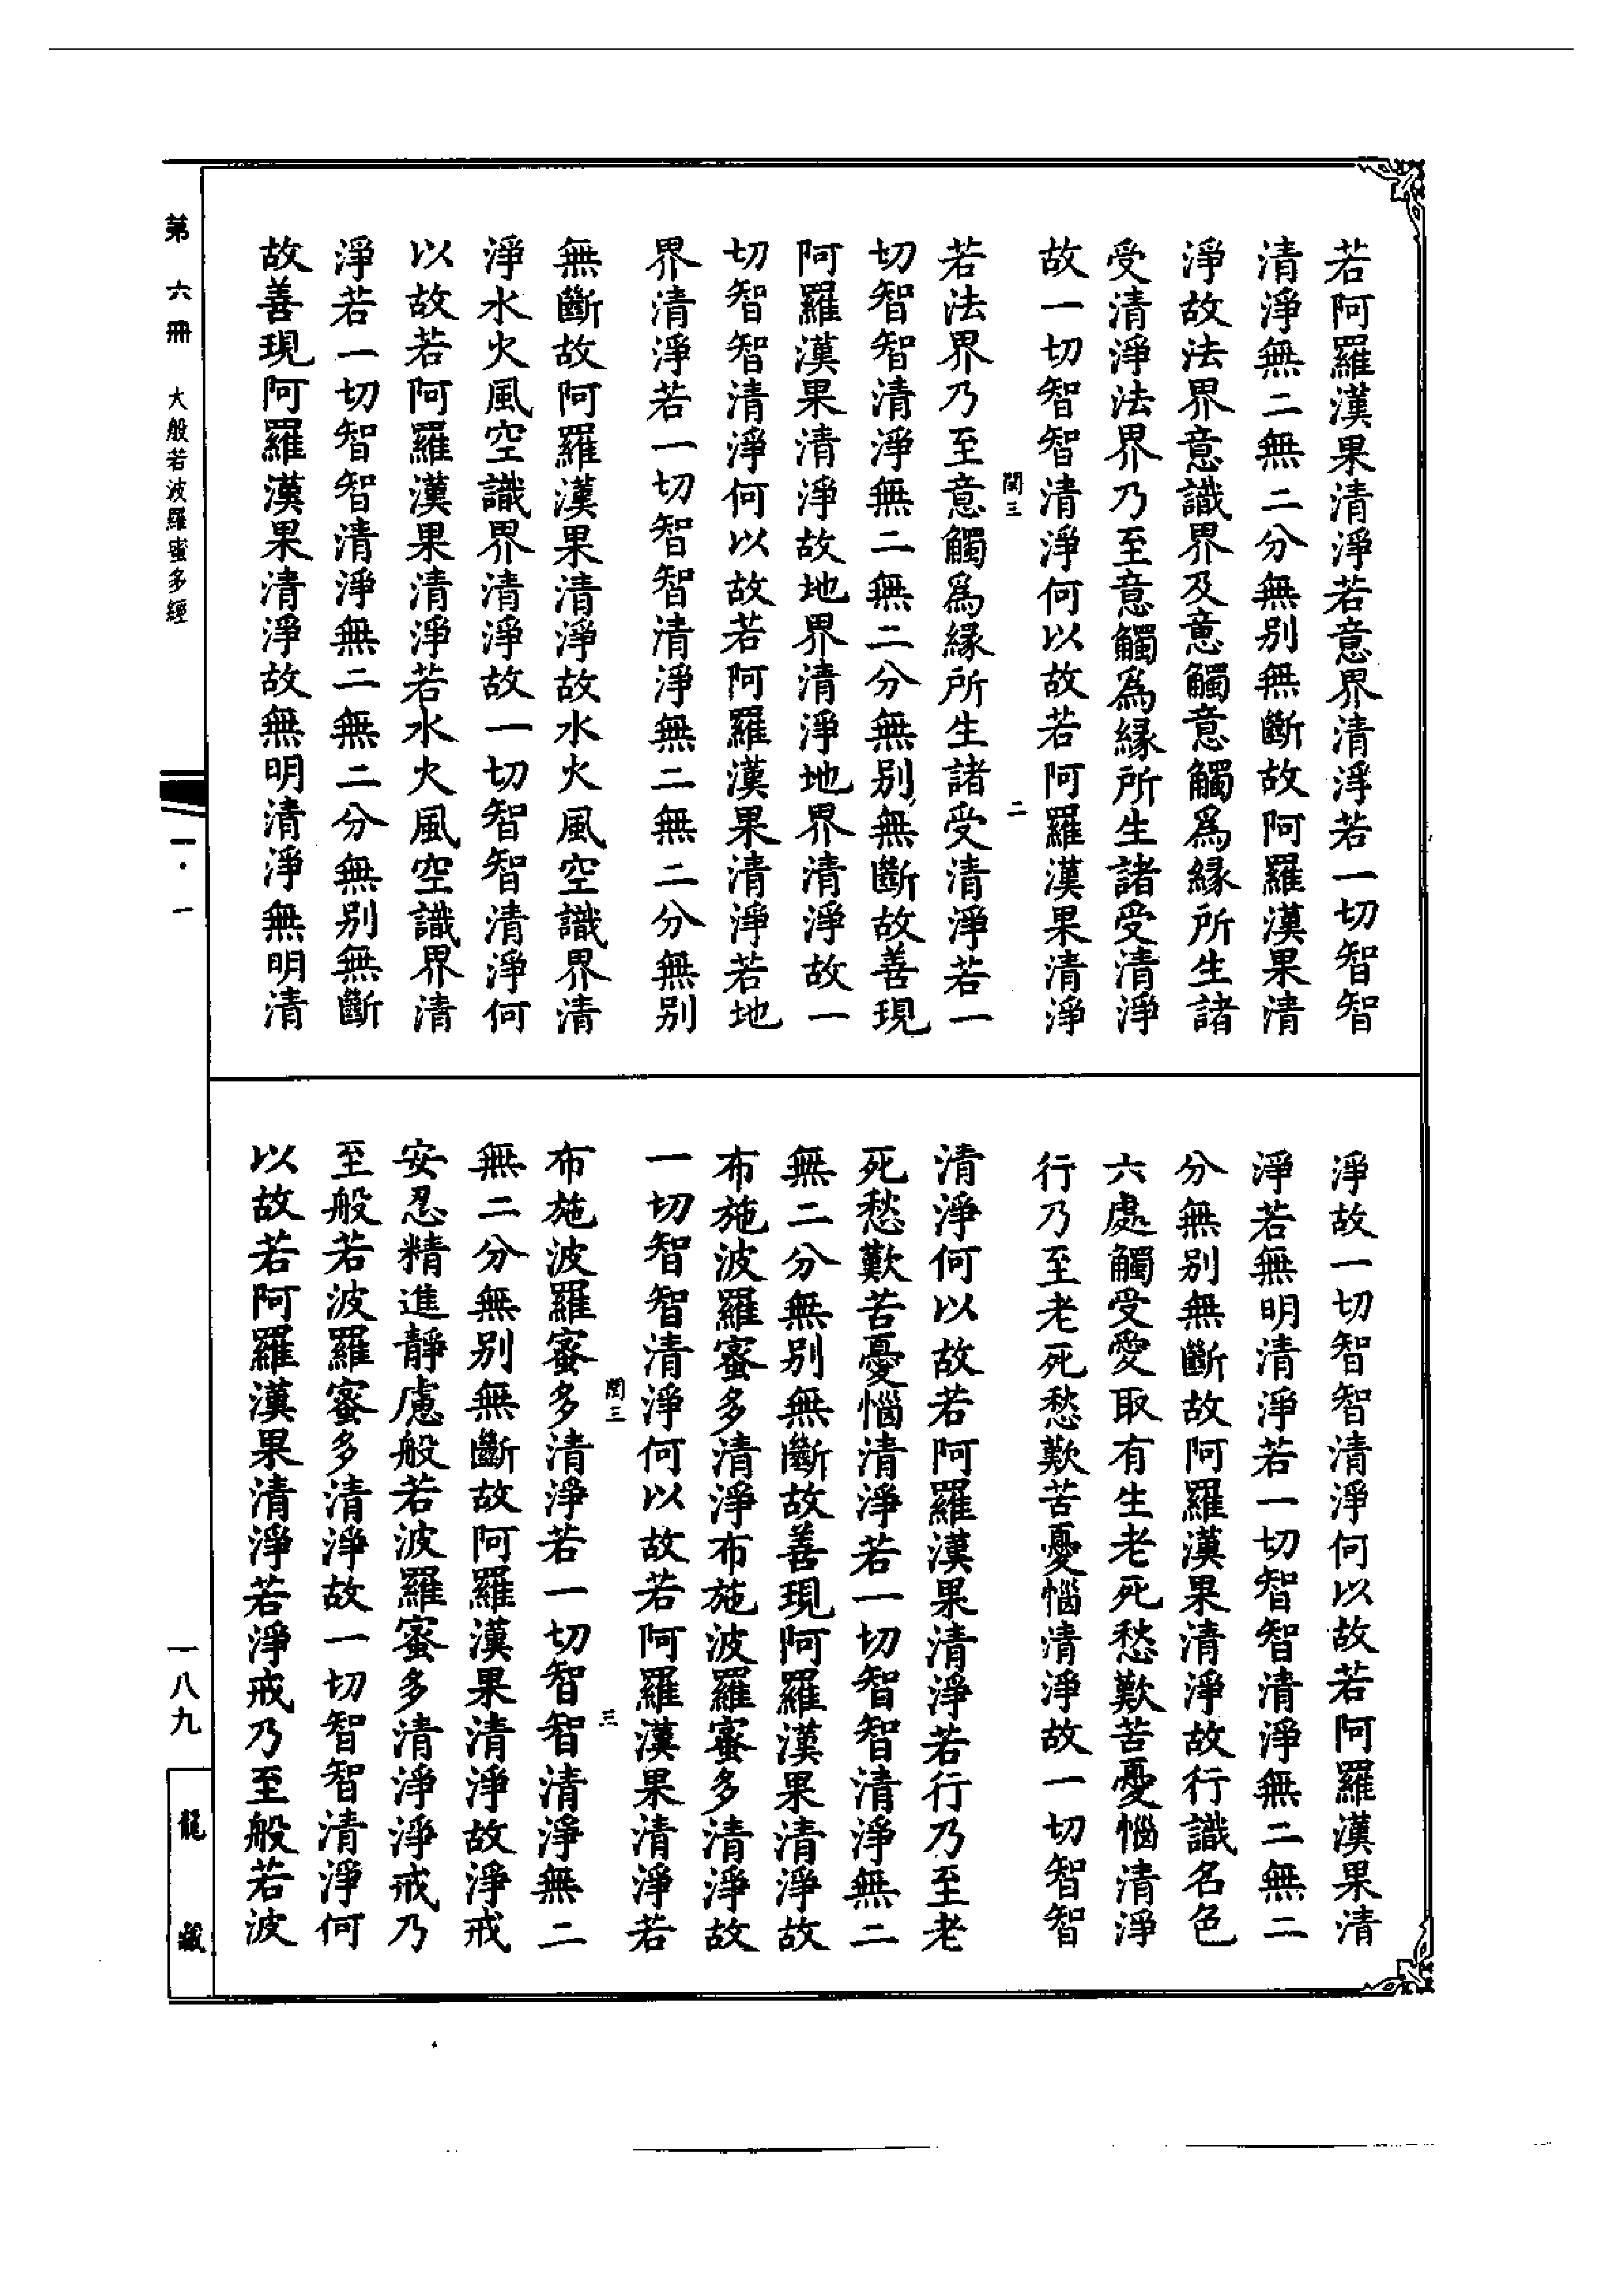 若阿羅漢果清淨若意界清淨若一切智智
清淨無二無二分無別無斷故阿羅漢果清
淨故法界意識界及意觸意觸為緣所生諸
受清淨法界乃至意觸為緣所生諸受清淨
故一切智智清淨何以故若阿羅漢果清淨
閏三 二
若法界乃至意觸為緣所生諸受清淨若一
切智智清淨無二無二分無別無斷故善現
阿羅漢果清淨故地界清淨地界清淨故一
切智智清淨何以故若阿羅漢果清淨若地
界清淨若一切智智清淨無二無二分無別
無斷故阿羅漢果清淨故水火風空識界清
淨水火風空識界清淨故一切智智清淨何
以故若阿羅漢果清淨若水火風空識界清
淨若一切智智清淨無二無二分無別無斷
故善現阿羅漢果清淨故無明清淨無明清
淨故一切智智清淨何以故若阿羅漢果清
淨若無明清淨若一切智智清淨無二無二
分無別無斷故阿羅漢果清淨故行識名色
六處觸受愛取有生老死愁歎苦憂惱清淨
行乃至老死愁歎苦憂惱清淨故一切智智
清淨何以故若阿羅漢果清淨若行乃至老
死愁歎苦憂惱清淨若一切智智清淨無二
無二分無別無斷故善現阿羅漢果清淨故
布施波羅蜜多清淨布施波羅蜜多清淨故
一切智智清淨何以故若阿羅漢果清淨若
閏三 三
布施波羅蜜多清淨若一切智智清淨無二
無二分無別無斷故阿羅漢果清淨故淨戒
安忍精進靜慮般若波羅蜜多清淨淨戒乃
至般若波羅蜜多清淨故一切智智清淨何
以故若阿羅漢果清淨若淨戒乃至般若波
第六冊 大般若波羅蜜多經
一·一
一八九
龍藏